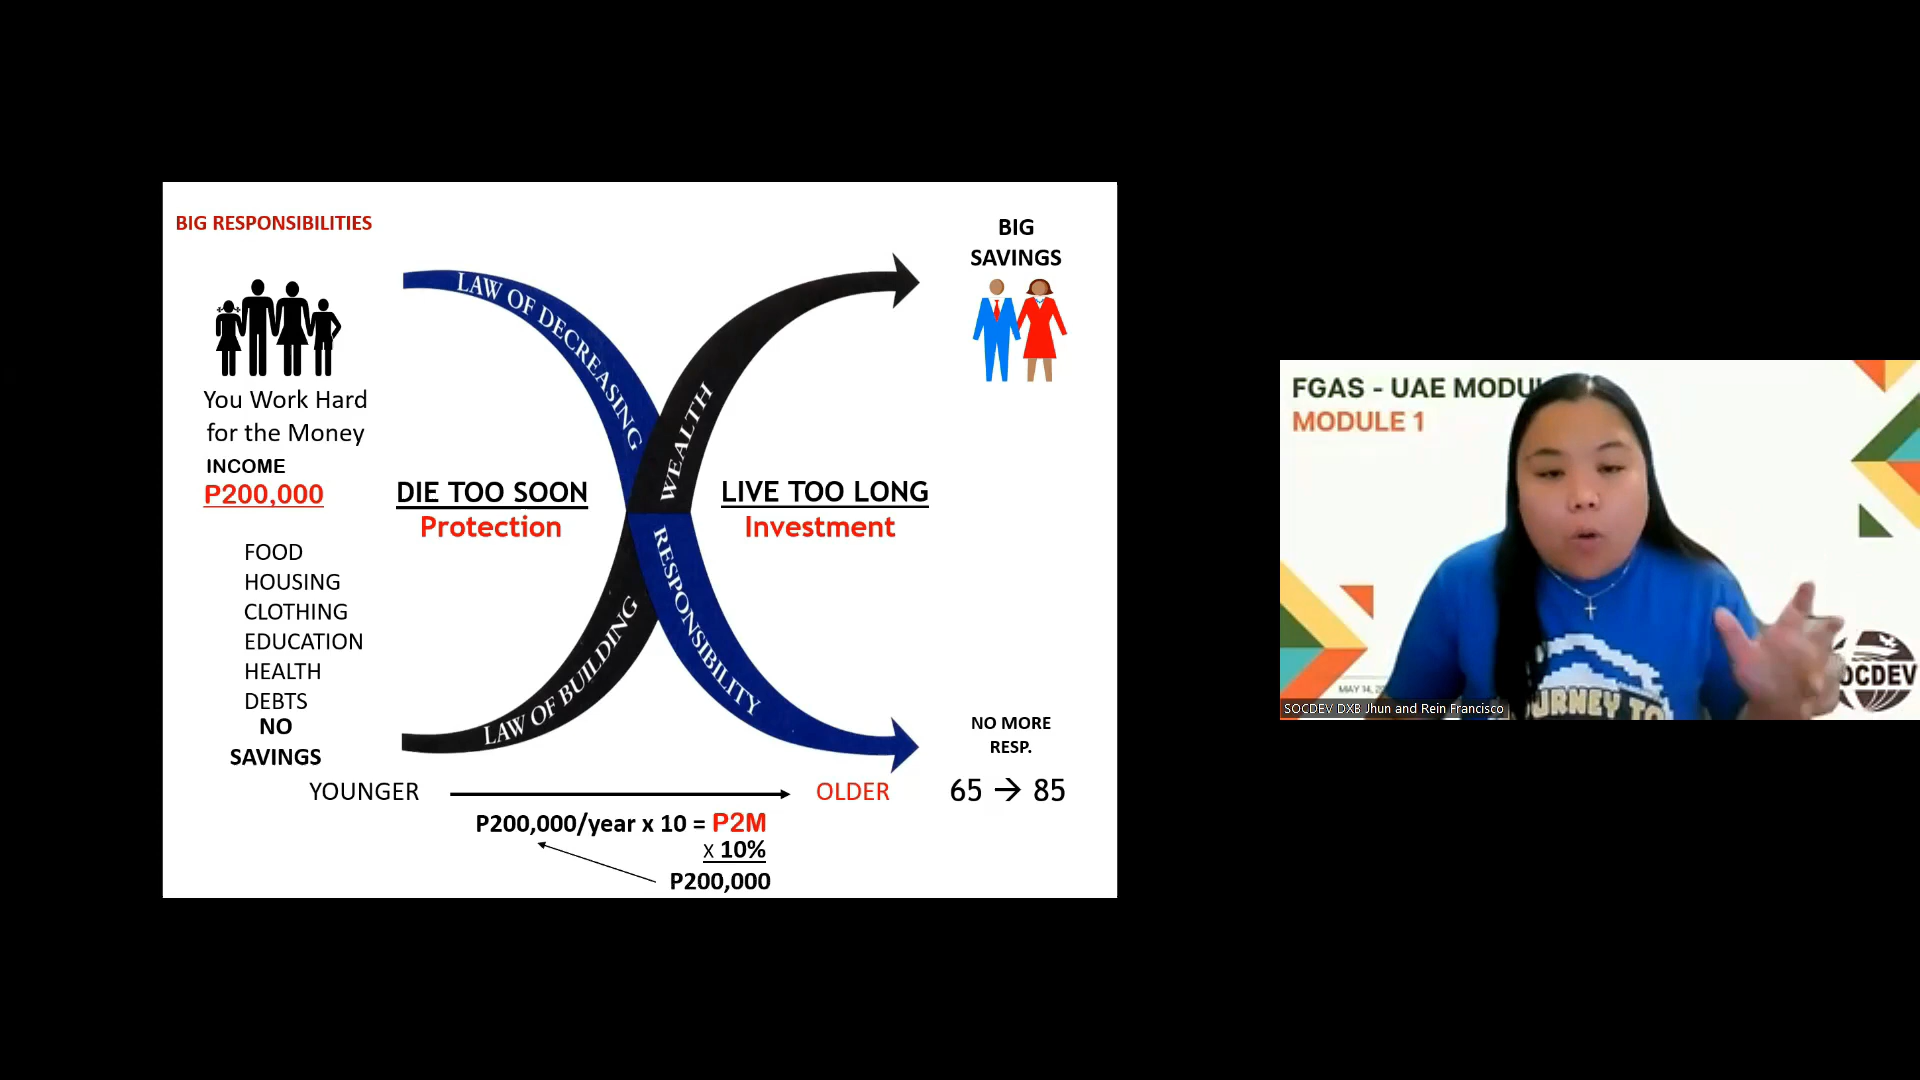 BIG RESPONSIBILITIES
You Work Hard
for the Money
INCOME
P200,000
FOOD
HOUSING
CLOTHING
EDUCATION
HEALTH
DEBTS
NO
SAVINGS
LAW OF DECREASING
RESPONSIBILITY
LAW OF BUILDING
WEALTH
DIE TOO SOON
Protection
LIVE TOO LONG
Investment
BIG
SAVINGS
NO MORE
RESP.
65 → 85
YOUNGER
OLDER
P200,000/year x 10 = P2M
x 10%
P200,000
FGAS - UAE
MODULE 1
MAY 14,
SOCDEV DXB Jhun and Rein Francisco